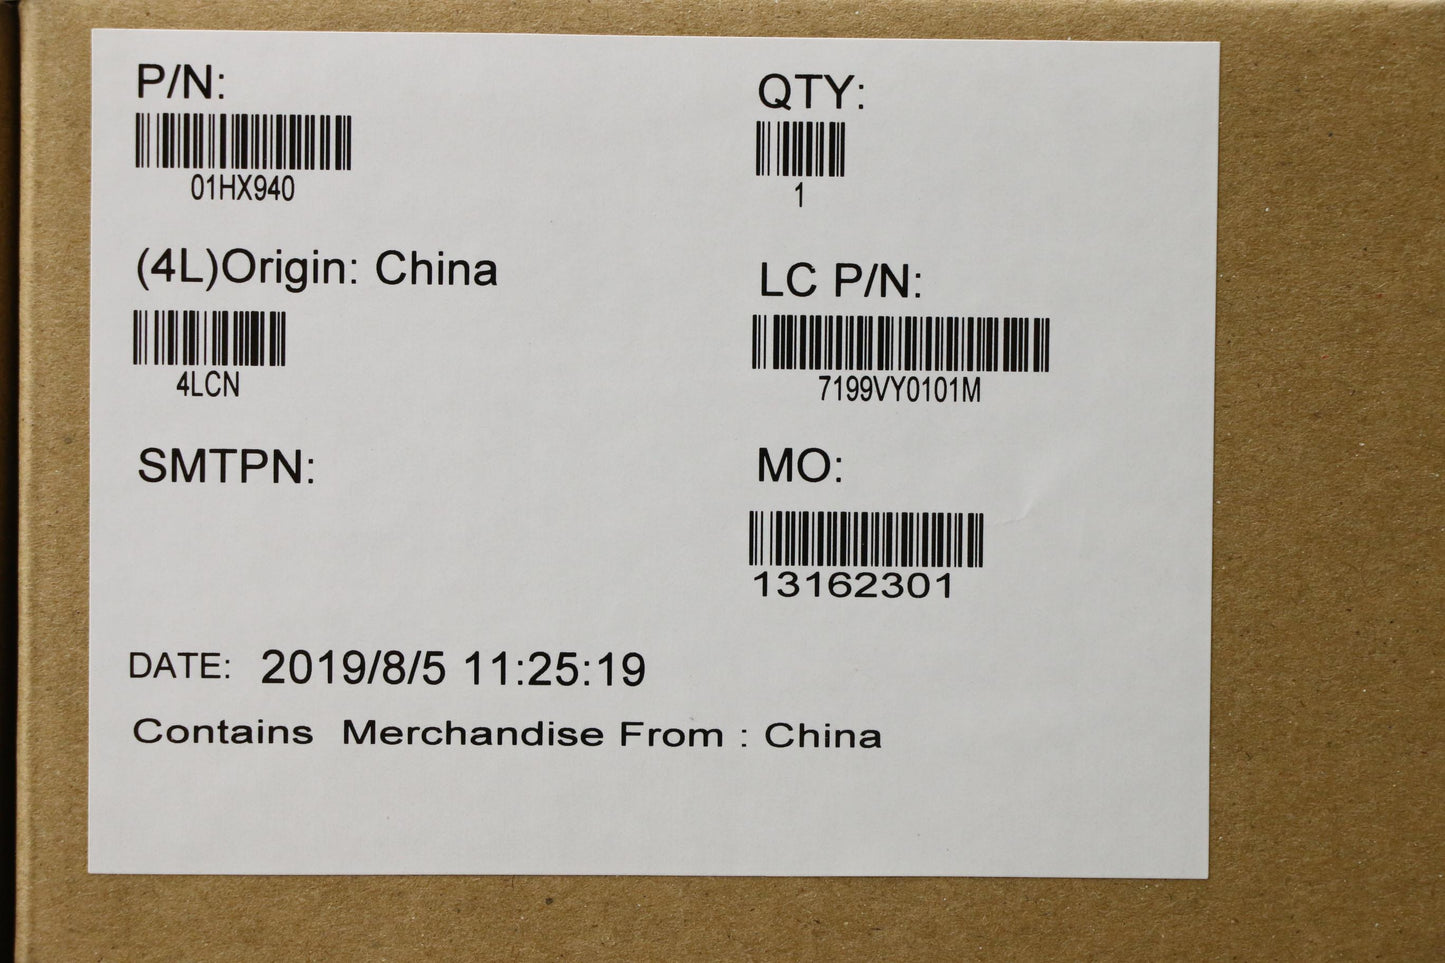 P/N:
01HX940
QTY:
1
(4L)Origin: China
4LCN
LC P/N:
7199VY0101M
SMTPN:
MO:
13162301
DATE: 2019/8/5 11:25:19
Contains Merchandise From : China